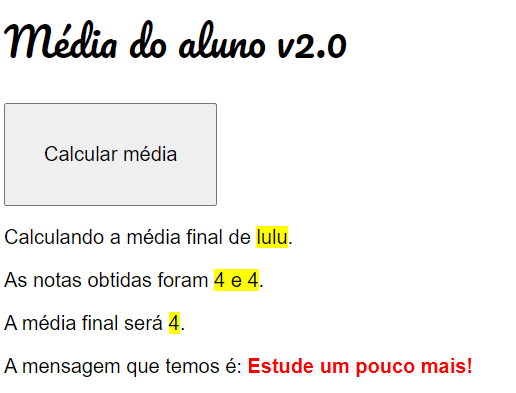 Média do aluno v2.0
Calcular média
Calculando a média final de lulu.
As notas obtidas foram 4 e 4.
A média final será 4.
A mensagem que temos é: Estude um pouco mais!